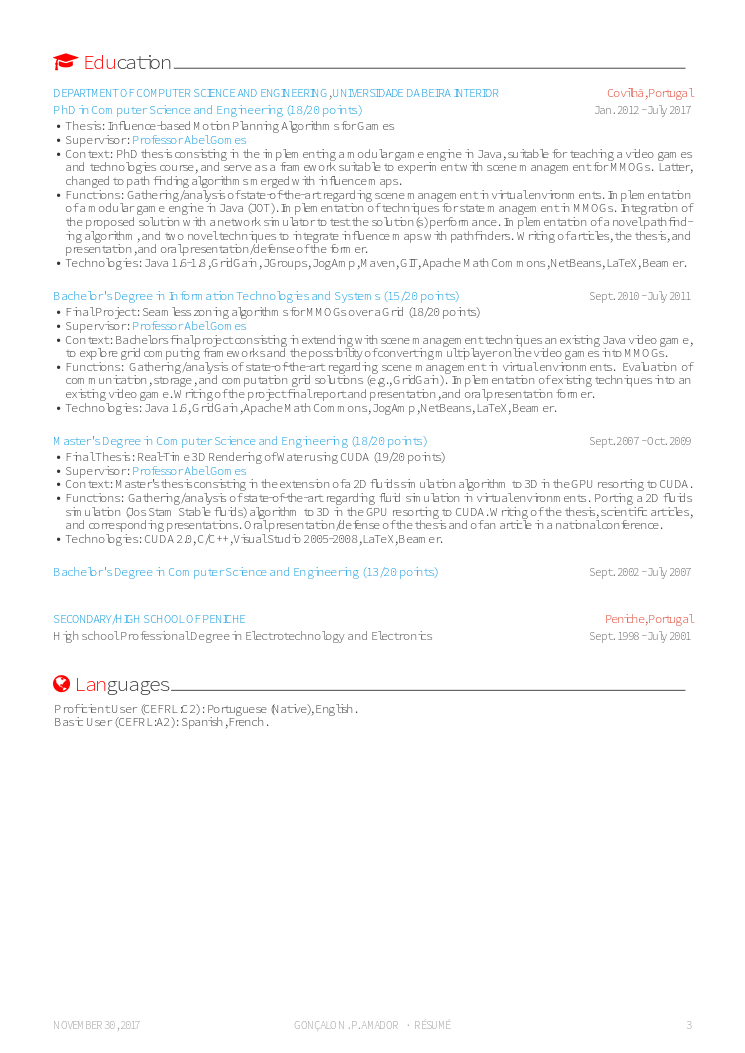 Education
DEPARTMENT OF COMPUTER SCIENCE AND ENGINEERING, UNIVERSIDADE DA BEIRA INTERIOR Covilhã, Portugal
PhD in Computer Science and Engineering (18/20 points) Jan. 2012 - July 2017
• Thesis: Influence-based Motion Planning Algorithms for Games
• Supervisor: Professor Abel Gomes
• Context: PhD thesis consisting in the implementing a modular game engine in Java, suitable for teaching a video games
and technologies course, and serve as a framework suitable to experiment with scene management for MMOGs. Latter,
changed to path finding algorithms merged with influence maps.
• Functions: Gathering/analysis of state-of-the-art regarding scene management in virtual environments. Implementation
of a modular game engine in Java (JOT). Implementation of techniques for state management in MMOGs. Integration of
the proposed solution with a network simulator to test the solution(s) performance. Implementation of a novel path find-
ing algorithm, and two novel techniques to integrate influence maps with path finders. Writing of articles, the thesis, and
presentation, and oral presentation/defense of the former.
• Technologies: Java 1.6-1.8, GridGain, JGroups, JogAmp, Maven, GIT, Apache Math Commons, NetBeans, LaTeX, Beamer.
Bachelor's Degree in Information Technologies and Systems (15/20 points) Sept. 2010 - July 2011
• Final Project: Seamless zoning algorithms for MMOGs over a Grid (18/20 points)
• Supervisor: Professor Abel Gomes
• Context: Bachelors final project consisting in extending with scene management techniques an existing Java video game,
to explore grid computing frameworks and the possibility of converting multiplayer online video games into MMOGs.
• Functions: Gathering/analysis of state-of-the-art regarding scene management in virtual environments. Evaluation of
communication, storage, and computation grid solutions (e.g., GridGain). Implementation of existing techniques into an
existing video game. Writing of the project final report and presentation, and oral presentation former.
• Technologies: Java 1.6, GridGain, Apache Math Commons, JogAmp, NetBeans, LaTeX, Beamer.
Master's Degree in Computer Science and Engineering (18/20 points) Sept. 2007 - Oct. 2009
• Final Thesis: Real-Time 3D Rendering of Water using CUDA (19/20 points)
• Supervisor: Professor Abel Gomes
• Context: Master's thesis consisting in the extension of a 2D fluids simulation algorithm to 3D in the GPU resorting to CUDA.
• Functions: Gathering/analysis of state-of-the-art regarding fluid simulation in virtual environments. Porting a 2D fluids
simulation (Jos Stam Stable fluids) algorithm to 3D in the GPU resorting to CUDA. Writing of the thesis, scientific articles,
and corresponding presentations. Oral presentation/defense of the thesis and of an article in a national conference.
• Technologies: CUDA 2.0, C/C++, Visual Studio 2005-2008, LaTeX, Beamer.
Bachelor's Degree in Computer Science and Engineering (13/20 points) Sept. 2002 - July 2007
SECONDARY/HIGH SCHOOL OF PENICHE Peniche, Portugal
High school Professional Degree in Electrotechnology and Electronics Sept. 1998 - July 2001
Languages
Proficient User (CEFRL:C2): Portuguese (Native), English.
Basic User (CEFRL:A2): Spanish, French.
NOVEMBER 30, 2017 GONÇALO N. P. AMADOR · RÉSUMÉ 3